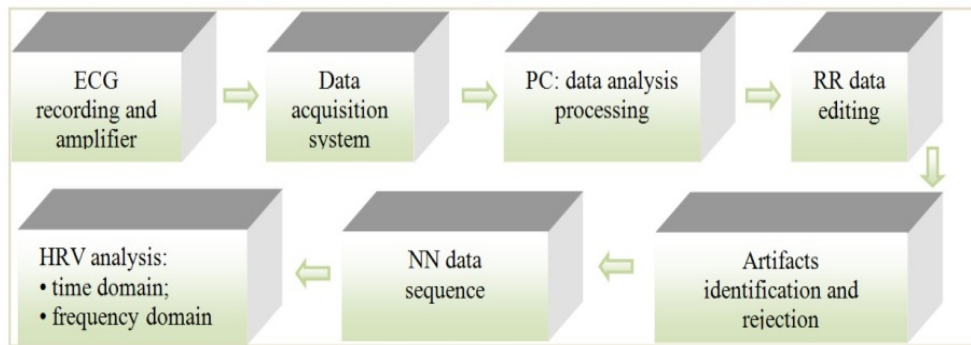 ECG
recording and
amplifier
Data
acquisition
system
PC: data analysis
processing
RR data
editing
Artifacts
identification and
rejection
NN data
sequence
HRV analysis:
• time domain;
• frequency domain